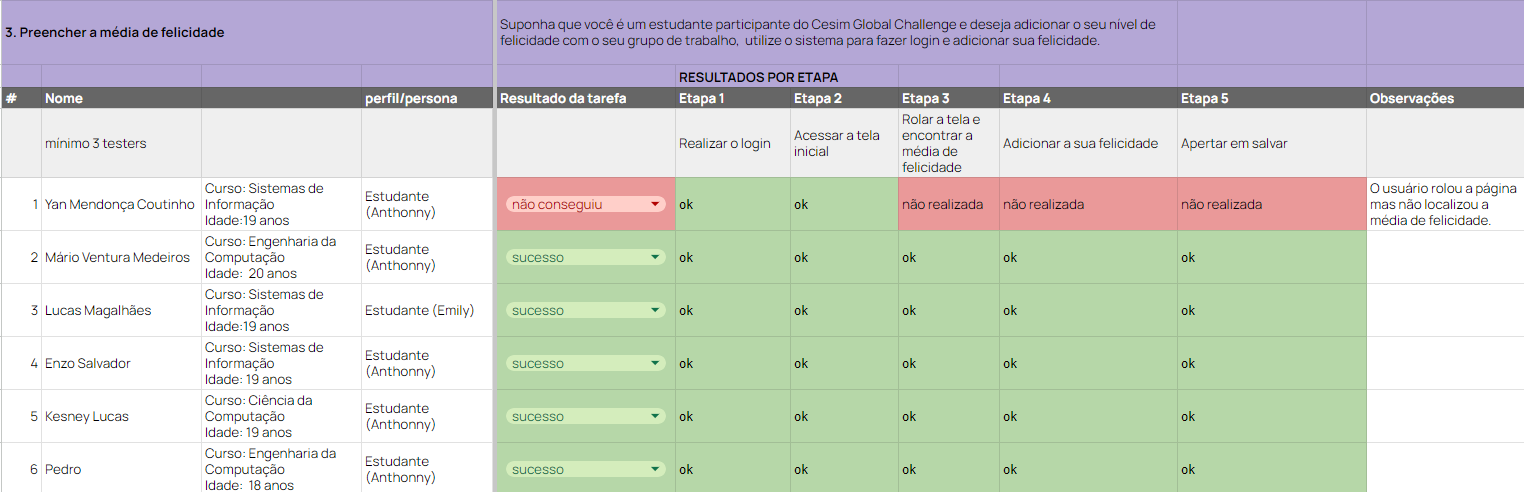 3. Preencher a média de felicidade
Suponha que você é um estudante participante do Cesim Global Challenge e deseja adicionar o seu nível de
felicidade com o seu grupo de trabalho, utilize o sistema para fazer login e adicionar sua felicidade.
RESULTADOS POR ETAPA
# Nome perfil/persona Resultado da tarefa Etapa 1 Etapa 2 Etapa 3 Etapa 4 Etapa 5 Observações
mínimo 3 testers
Realizar o login
Acessar a tela
inicial
Rolar a tela e
encontrar a
média de
felicidade
Adicionar a sua felicidade
Apertar em salvar
1 Yan Mendonça Coutinho
Curso: Sistemas de
Informação
Idade:19 anos
Estudante
(Anthonny)
não conseguiu
ok
ok
não realizada
não realizada
não realizada
O usuário rolou a página
mas não localizou a
média de felicidade.
2 Mário Ventura Medeiros
Curso: Engenharia da
Computação
Idade: 20 anos
Estudante
(Anthonny)
sucesso
ok
ok
ok
ok
ok
3 Lucas Magalhães
Curso: Sistemas de
Informação
Idade:19 anos
Estudante (Emily)
sucesso
ok
ok
ok
ok
ok
4 Enzo Salvador
Curso: Sistemas de
Informação
Idade: 19 anos
Estudante
(Anthonny)
sucesso
ok
ok
ok
ok
ok
5 Kesney Lucas
Curso: Ciência da
Computação
Idade: 19 anos
Estudante
(Anthonny)
sucesso
ok
ok
ok
ok
ok
6 Pedro
Curso: Engenharia da
Computação
Idade: 18 anos
Estudante
(Anthonny)
sucesso
ok
ok
ok
ok
ok